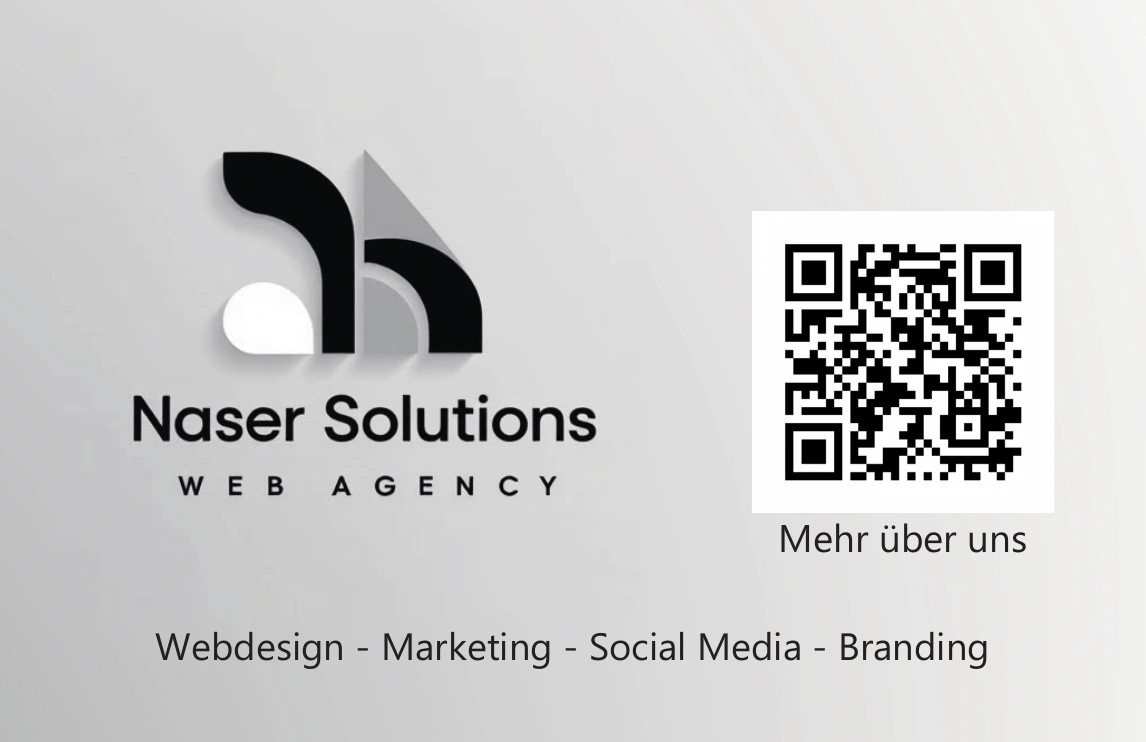 Naser Solutions
WEB AGENCY
Mehr über uns
Webdesign - Marketing - Social Media - Branding